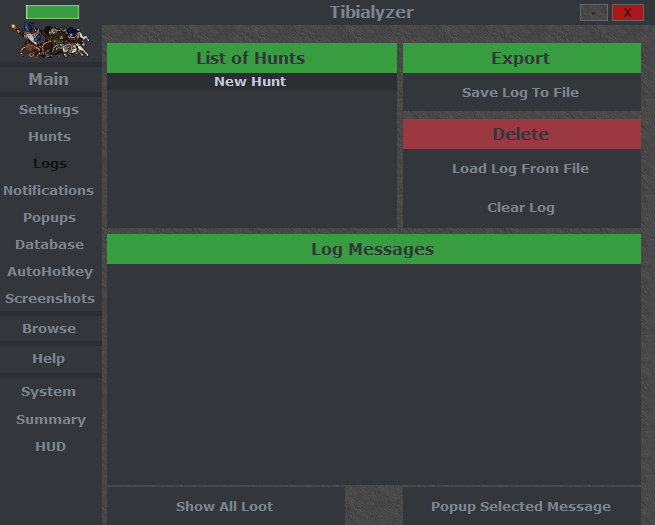 Tibialyzer
-
X
Main
Settings
Hunts
Logs
Notifications
Popups
Database
AutoHotkey
Screenshots
Browse
Help
System
Summary
HUD
List of Hunts
New Hunt
Export
Save Log To File
Delete
Load Log From File
Clear Log
Log Messages
Show All Loot
Popup Selected Message